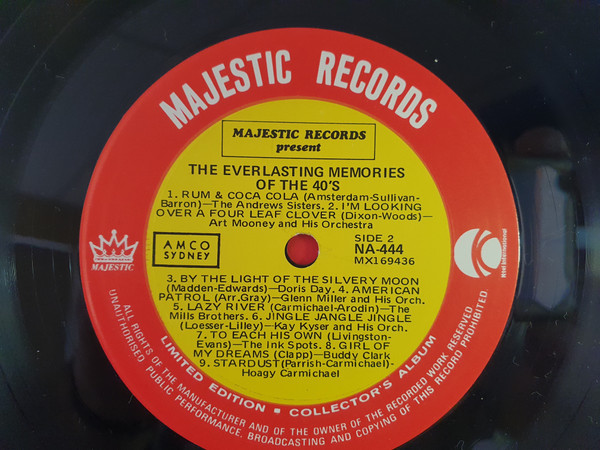 MAJESTIC RECORDS
MAJESTIC RECORDS
present
THE EVERLASTING MEMORIES
OF THE 40'S
1. RUM & COCA COLA (Amsterdam-Sullivan-
Barron)—The Andrews Sisters. 2. I'M LOOKING
OVER A FOUR LEAF CLOVER (Dixon-Woods)—
Art Mooney and His Orchestra
AMCO
SYDNEY
SIDE 2
NA-444
MX169436
MAJESTIC
K-tel International
3. BY THE LIGHT OF THE SILVERY MOON
(Madden-Edwards)—Doris Day. 4. AMERICAN
PATROL (Arr.Gray)—Glenn Miller and His Orch.
5. LAZY RIVER (Carmichael-Arodin)—The
Mills Brothers. 6. JINGLE JANGLE JINGLE
(Loesser-Lilley)—Kay Kyser and His Orch.
7. TO EACH HIS OWN (Livingston-
Evans)—The Ink Spots. 8. GIRL OF
MY DREAMS (Clapp)—Buddy Clark
9. STARDUST(Parrish-Carmichael)-
Hoagy Carmichael
LIMITED EDITION • COLLECTOR'S ALBUM
ALL RIGHTS OF THE MANUFACTURER AND OF THE OWNER OF THE RECORDED WORK RESERVED
UNAUTHORISED PUBLIC PERFORMANCE, BROADCASTING AND COPYING OF THIS RECORD PROHIBITED.